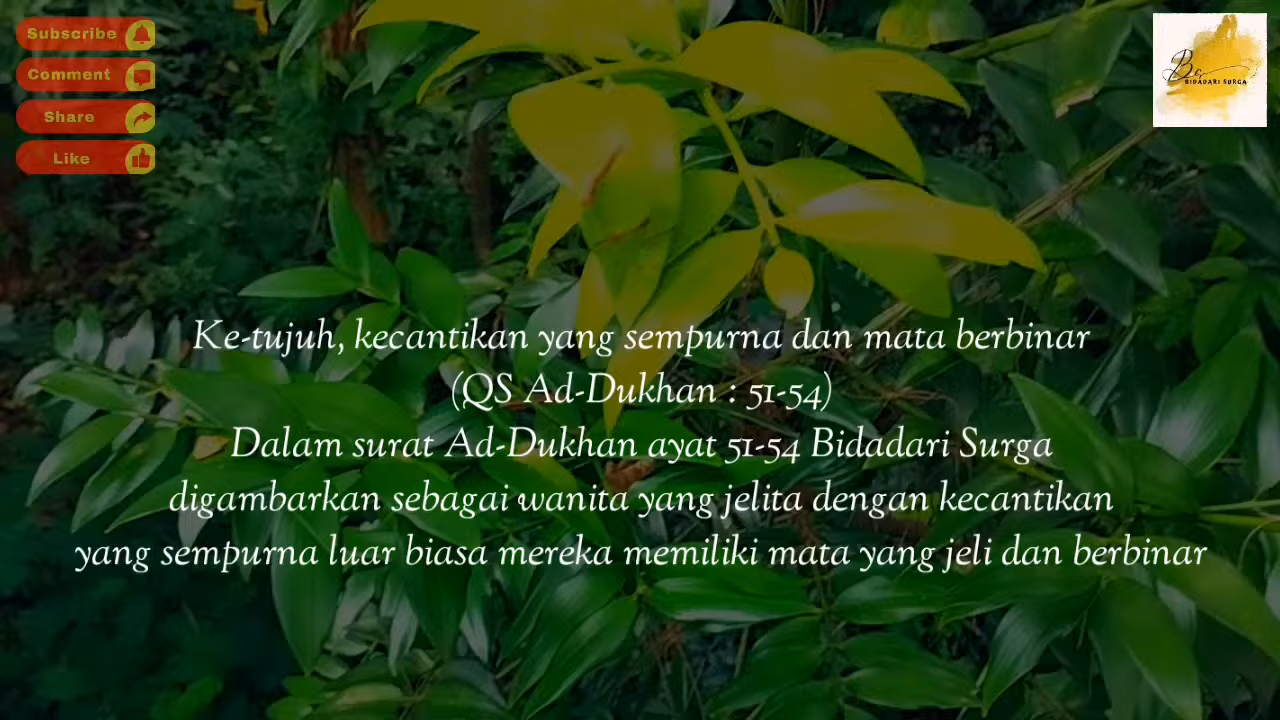 Subscribe
Comment
Share
Like
Bs
BIDADARI SURGA
Ke-tujuh, kecantikan yang sempurna dan mata berbinar
(QS Ad-Dukhan : 51-54)
Dalam surat Ad-Dukhan ayat 51-54 Bidadari Surga
digambarkan sebagai wanita yang jelita dengan kecantikan
yang sempurna luar biasa mereka memiliki mata yang jeli dan berbinar